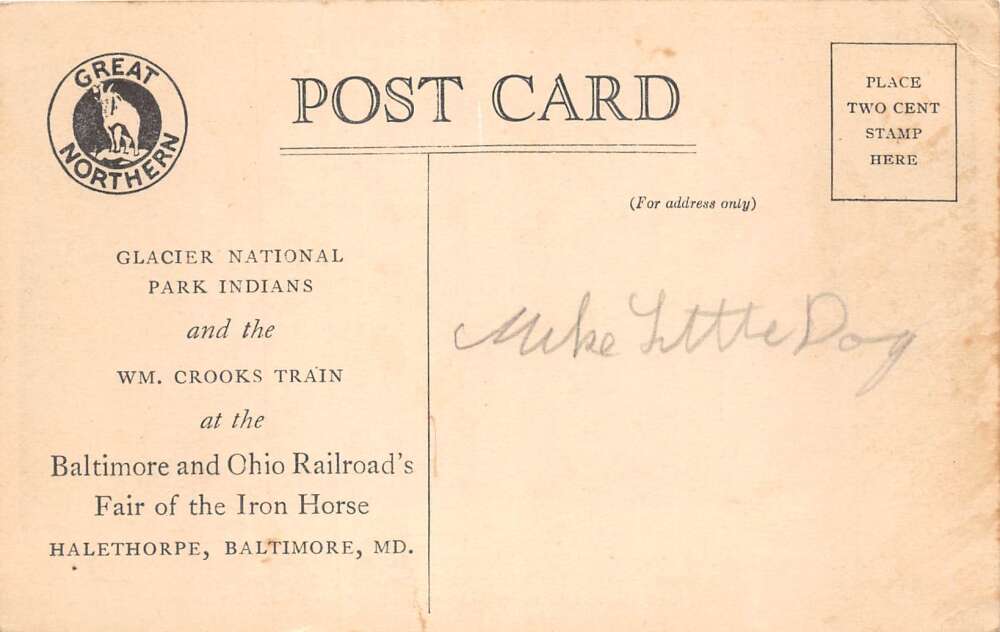 GREAT
NORTHERN
POST CARD
PLACE
TWO CENT
STAMP
HERE
(For address only)
GLACIER NATIONAL
PARK INDIANS
and the
WM. CROOKS TRAIN
at the
Baltimore and Ohio Railroad's
Fair of the Iron Horse
HALETHORPE, BALTIMORE, MD.
Mike Little Dog